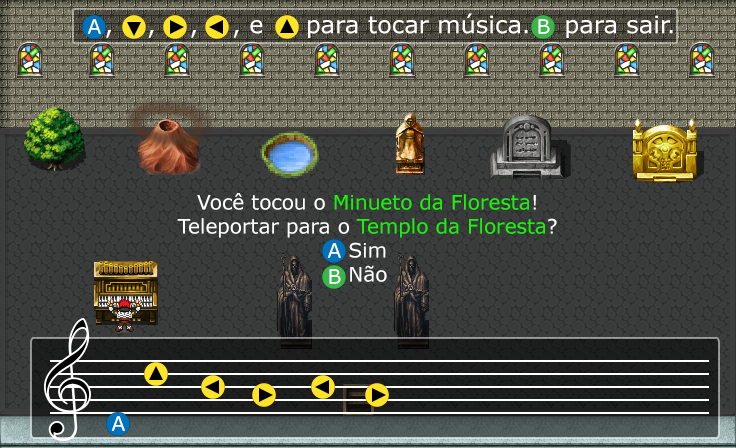 A, ▼, ▶, ◀, e ▲ para tocar música. B para sair.
Você tocou o Minueto da Floresta!
Teleportar para o Templo da Floresta?
A Sim
B Não
▲ ◀ ▶ ◀ ▶
A